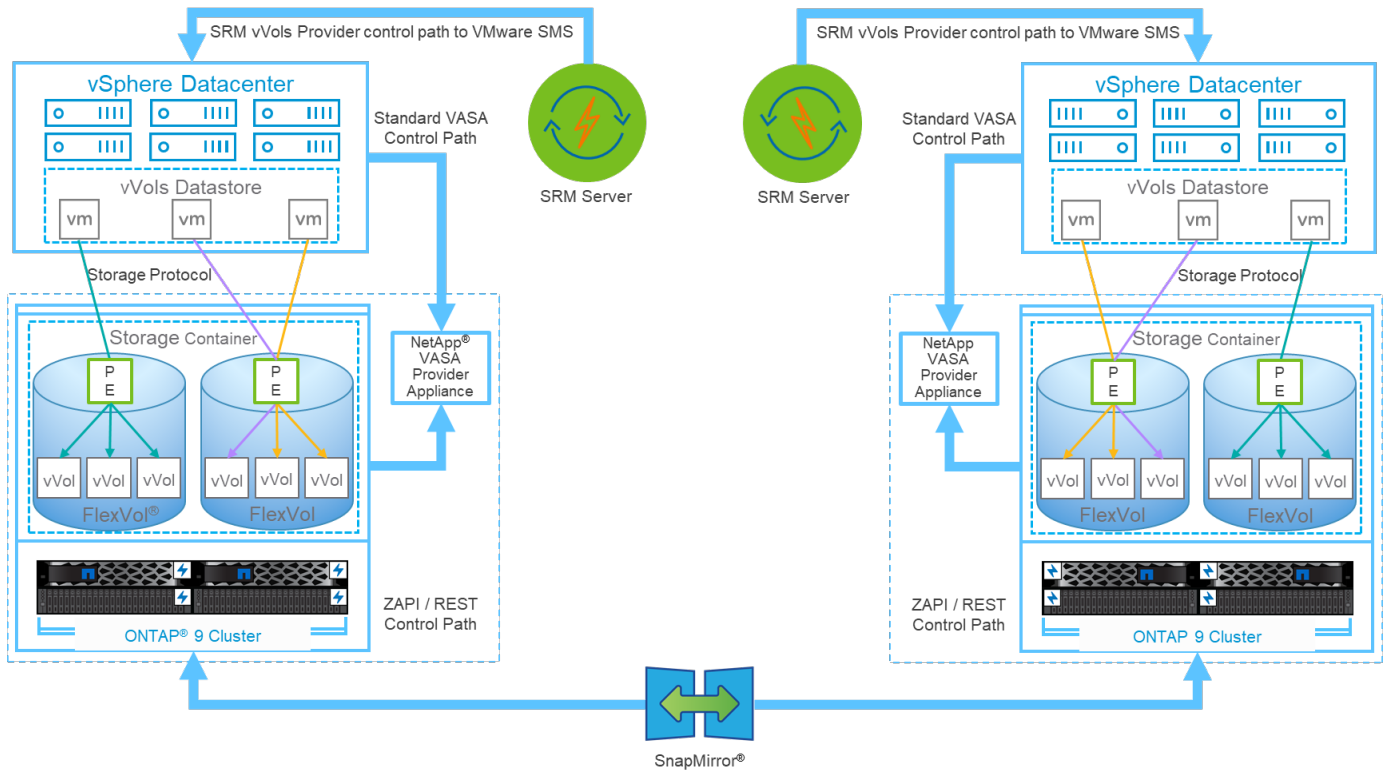 SRM vVols Provider control path to VMware SMS
vSphere Datacenter
vVols Datastore
vm
vm
vm
Standard VASA
Control Path
SRM Server
Storage Protocol
Storage Container
P
E
P
E
vVol
vVol
vVol
vVol
vVol
vVol
FlexVol®
FlexVol
NetApp®
VASA
Provider
Appliance
ZAPI / REST
Control Path
ONTAP® 9 Cluster
SRM vVols Provider control path to VMware SMS
SRM Server
Standard VASA
Control Path
vSphere Datacenter
vVols Datastore
vm
vm
vm
Storage Protocol
NetApp
VASA
Provider
Appliance
Storage Container
P
E
P
E
vVol
vVol
vVol
vVol
vVol
vVol
FlexVol
FlexVol
ZAPI / REST
Control Path
ONTAP 9 Cluster
SnapMirror®